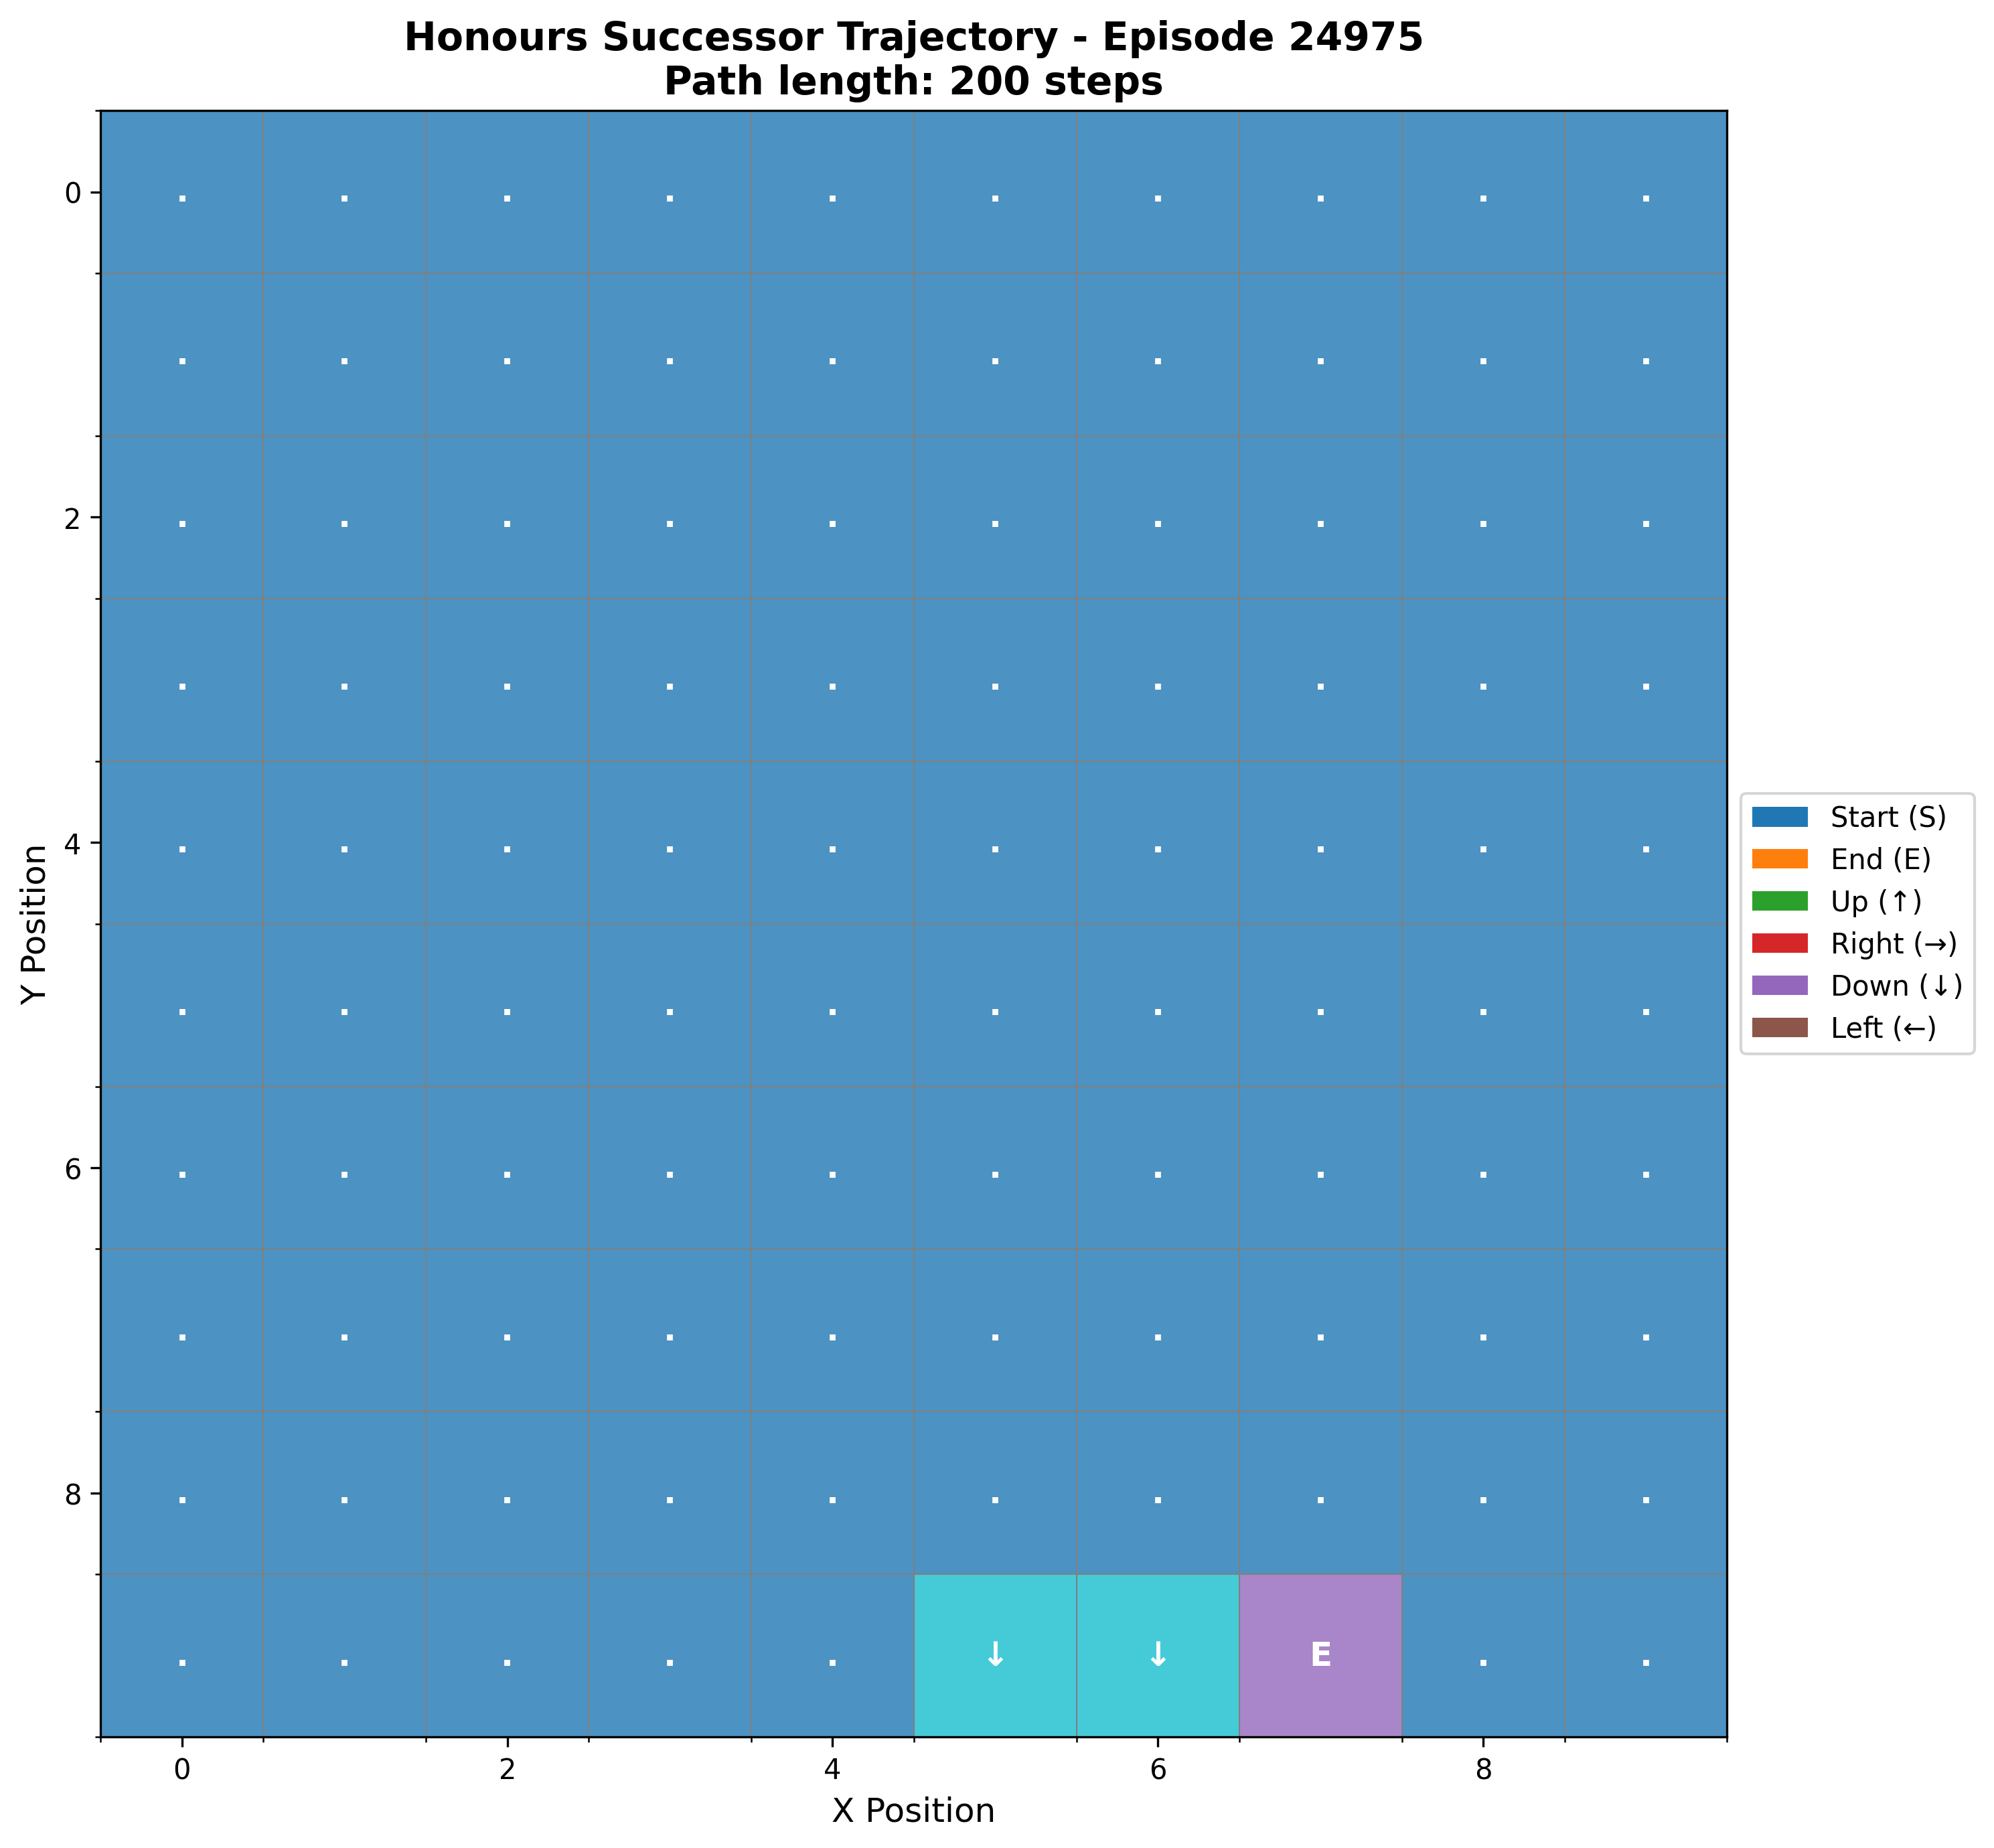 Honours Successor Trajectory - Episode 24975
Path length: 200 steps
0
2
4
6
8
Y Position
↓ ↓ E
0 2 4 6 8
X Position
Start (S)
End (E)
Up (↑)
Right (→)
Down (↓)
Left (←)